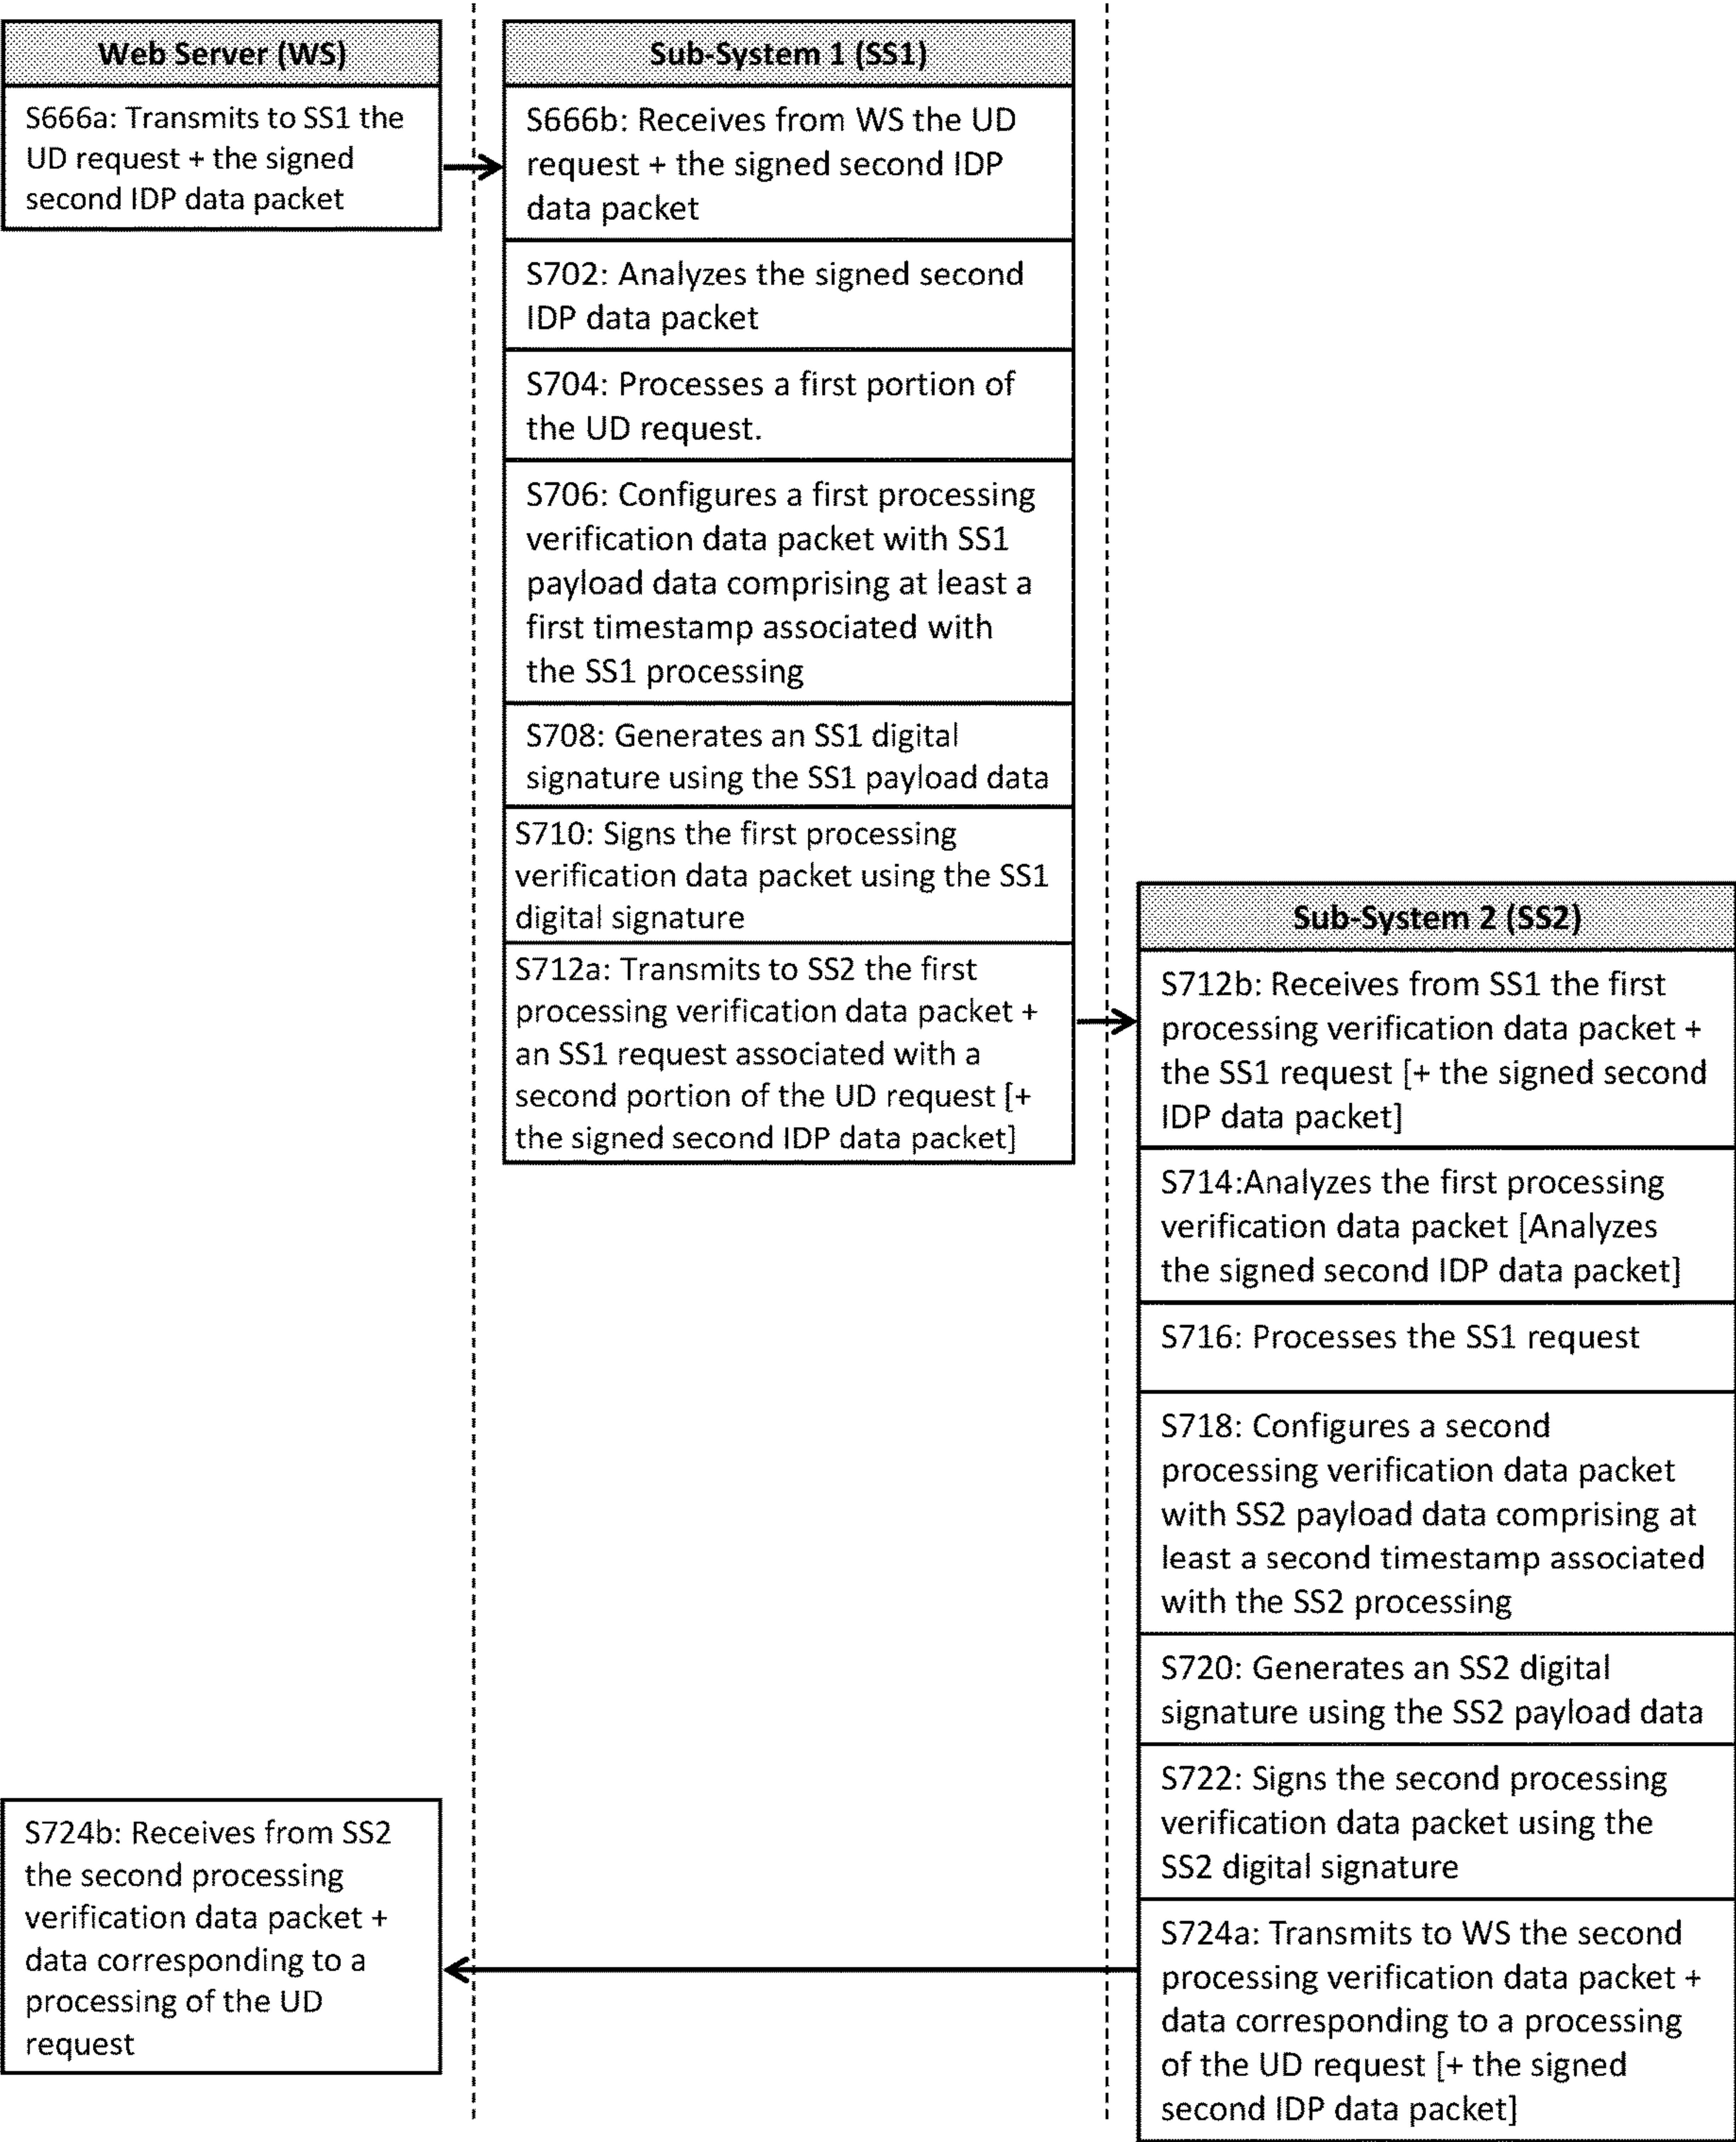 Web Server (WS)
S666a: Transmits to SS1 the
UD request + the signed
second IDP data packet
Sub-System 1 (SS1)
S666b: Receives from WS the UD
request + the signed second IDP
data packet
S702: Analyzes the signed second
IDP data packet
S704: Processes a first portion of
the UD request.
S706: Configures a first processing
verification data packet with SS1
payload data comprising at least a
first timestamp associated with
the SS1 processing
S708: Generates an SS1 digital
signature using the SS1 payload data
S710: Signs the first processing
verification data packet using the SS1
digital signature
S712a: Transmits to SS2 the first
processing verification data packet +
an SS1 request associated with a
second portion of the UD request [+
the signed second IDP data packet]
Sub-System 2 (SS2)
S712b: Receives from SS1 the first
processing verification data packet +
the SS1 request [+ the signed second
IDP data packet]
S714:Analyzes the first processing
verification data packet [Analyzes
the signed second IDP data packet]
S716: Processes the SS1 request
S718: Configures a second
processing verification data packet
with SS2 payload data comprising at
least a second timestamp associated
with the SS2 processing
S720: Generates an SS2 digital
signature using the SS2 payload data
S722: Signs the second processing
verification data packet using the
SS2 digital signature
S724a: Transmits to WS the second
processing verification data packet +
data corresponding to a processing
of the UD request [+ the signed
second IDP data packet]
S724b: Receives from SS2
the second processing
verification data packet +
data corresponding to a
processing of the UD
request